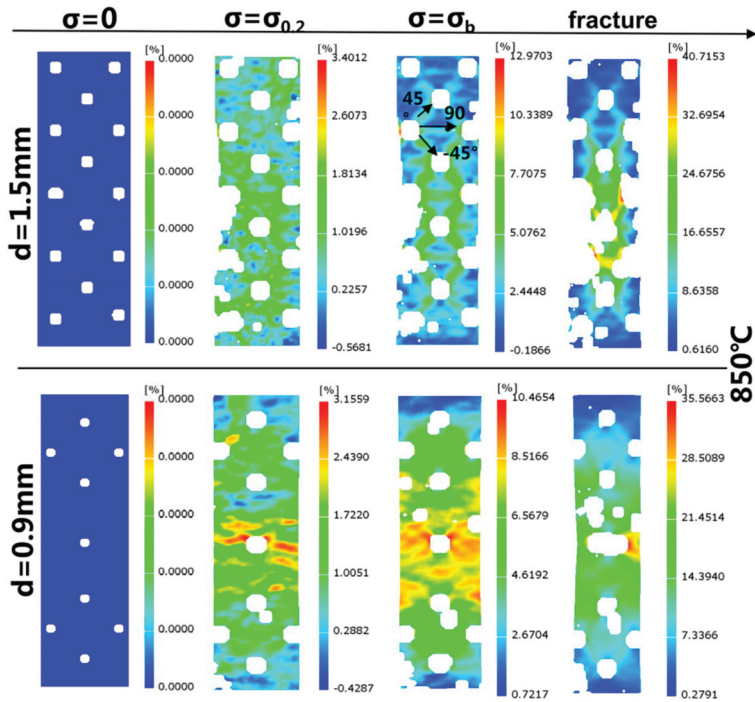 σ=0 σ=σ0.2 σ=σb fracture
[%] [%] [%] [%]
0.0000 3.4012 12.9703 40.7153
0.0000 2.6073 10.3389 32.6954
0.0000 1.8134 7.7075 24.6756
0.0000 1.0196 5.0762 16.6557
0.0000 0.2257 2.4448 8.6358
0.0000 -0.5681 -0.1866 0.6160
45
°
90
-45°
d=1.5mm
850℃
[%] [%] [%] [%]
0.0000 3.1559 10.4654 35.5663
0.0000 2.4390 8.5166 28.5089
0.0000 1.7220 6.5679 21.4514
0.0000 1.0051 4.6192 14.3940
0.0000 0.2882 2.6704 7.3366
0.0000 -0.4287 0.7217 0.2791
d=0.9mm